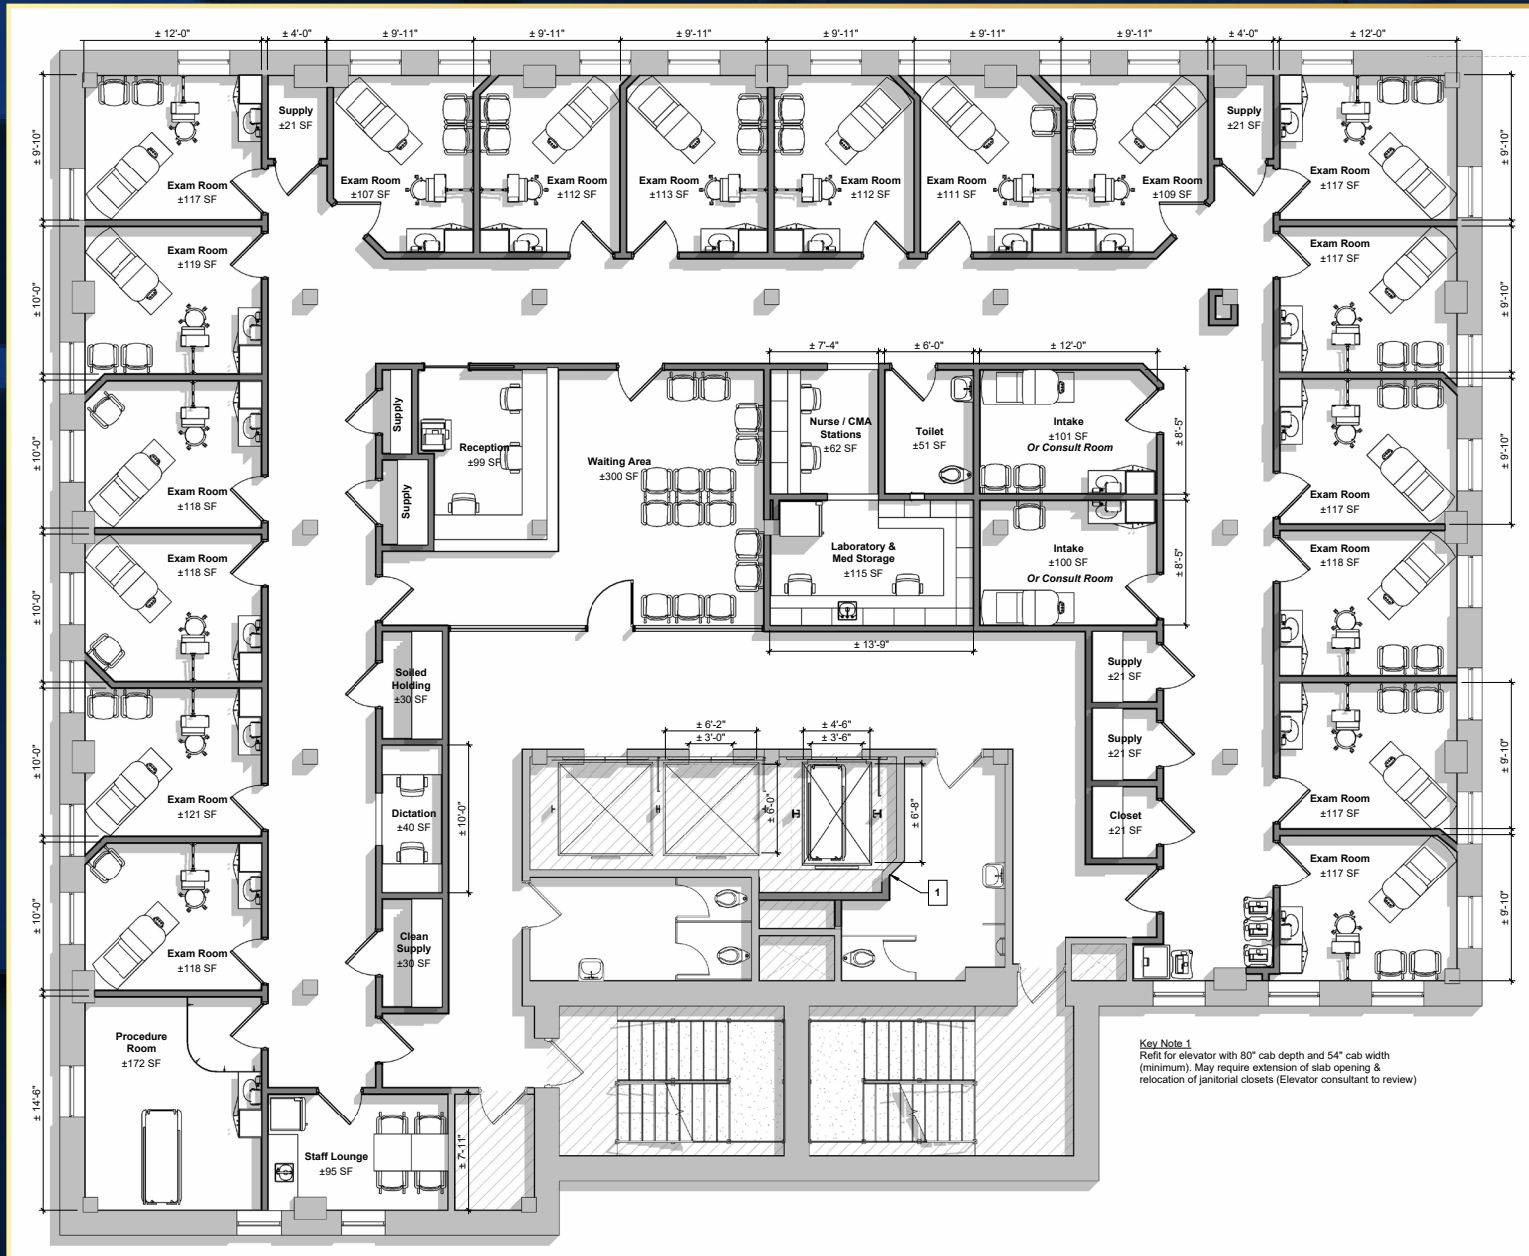 ± 12'-0"
± 4'-0"
± 9'-11"
± 9'-11"
± 9'-11"
± 9'-11"
± 9'-11"
± 9'-11"
± 4'-0"
± 12'-0"
± 9'-10"
± 10'-0"
± 10'-0"
± 10'-0"
± 10'-0"
± 10'-0"
± 14'-6"
Exam Room
±117 SF
Supply
±21 SF
Exam Room
±107 SF
Exam Room
±112 SF
Exam Room
±113 SF
Exam Room
±112 SF
Exam Room
±111 SF
Exam Room
±109 SF
Supply
±21 SF
Exam Room
±117 SF
± 9'-10"
Exam Room
±119 SF
Exam Room
±117 SF
± 9'-10"
Exam Room
±118 SF
Exam Room
±117 SF
± 9'-10"
Exam Room
±118 SF
Exam Room
±118 SF
Exam Room
±121 SF
Exam Room
±117 SF
± 9'-10"
Exam Room
±118 SF
Exam Room
±117 SF
± 9'-10"
Supply
Supply
Reception
±99 SF
Waiting Area
±300 SF
± 7'-4"
± 6'-0"
± 12'-0"
Nurse / CMA
Stations
±62 SF
Toilet
±51 SF
Intake
±101 SF
Or Consult Room
± 8'-5"
Laboratory &
Med Storage
±115 SF
Intake
±100 SF
Or Consult Room
± 8'-5"
± 13'-9"
Soiled
Holding
±30 SF
Supply
±21 SF
Supply
±21 SF
Closet
±21 SF
± 6'-2"
± 3'-0"
± 4'-6"
± 3'-6"
± 6'-0"
± 6'-8"
Dictation
±40 SF
± 10'-0"
1
Clean
Supply
±30 SF
Procedure
Room
±172 SF
Staff Lounge
±95 SF
± 7'-11"
Key Note 1
Refit for elevator with 80" cab depth and 54" cab width
(minimum). May require extension of slab opening &
relocation of janitorial closets (Elevator consultant to review)